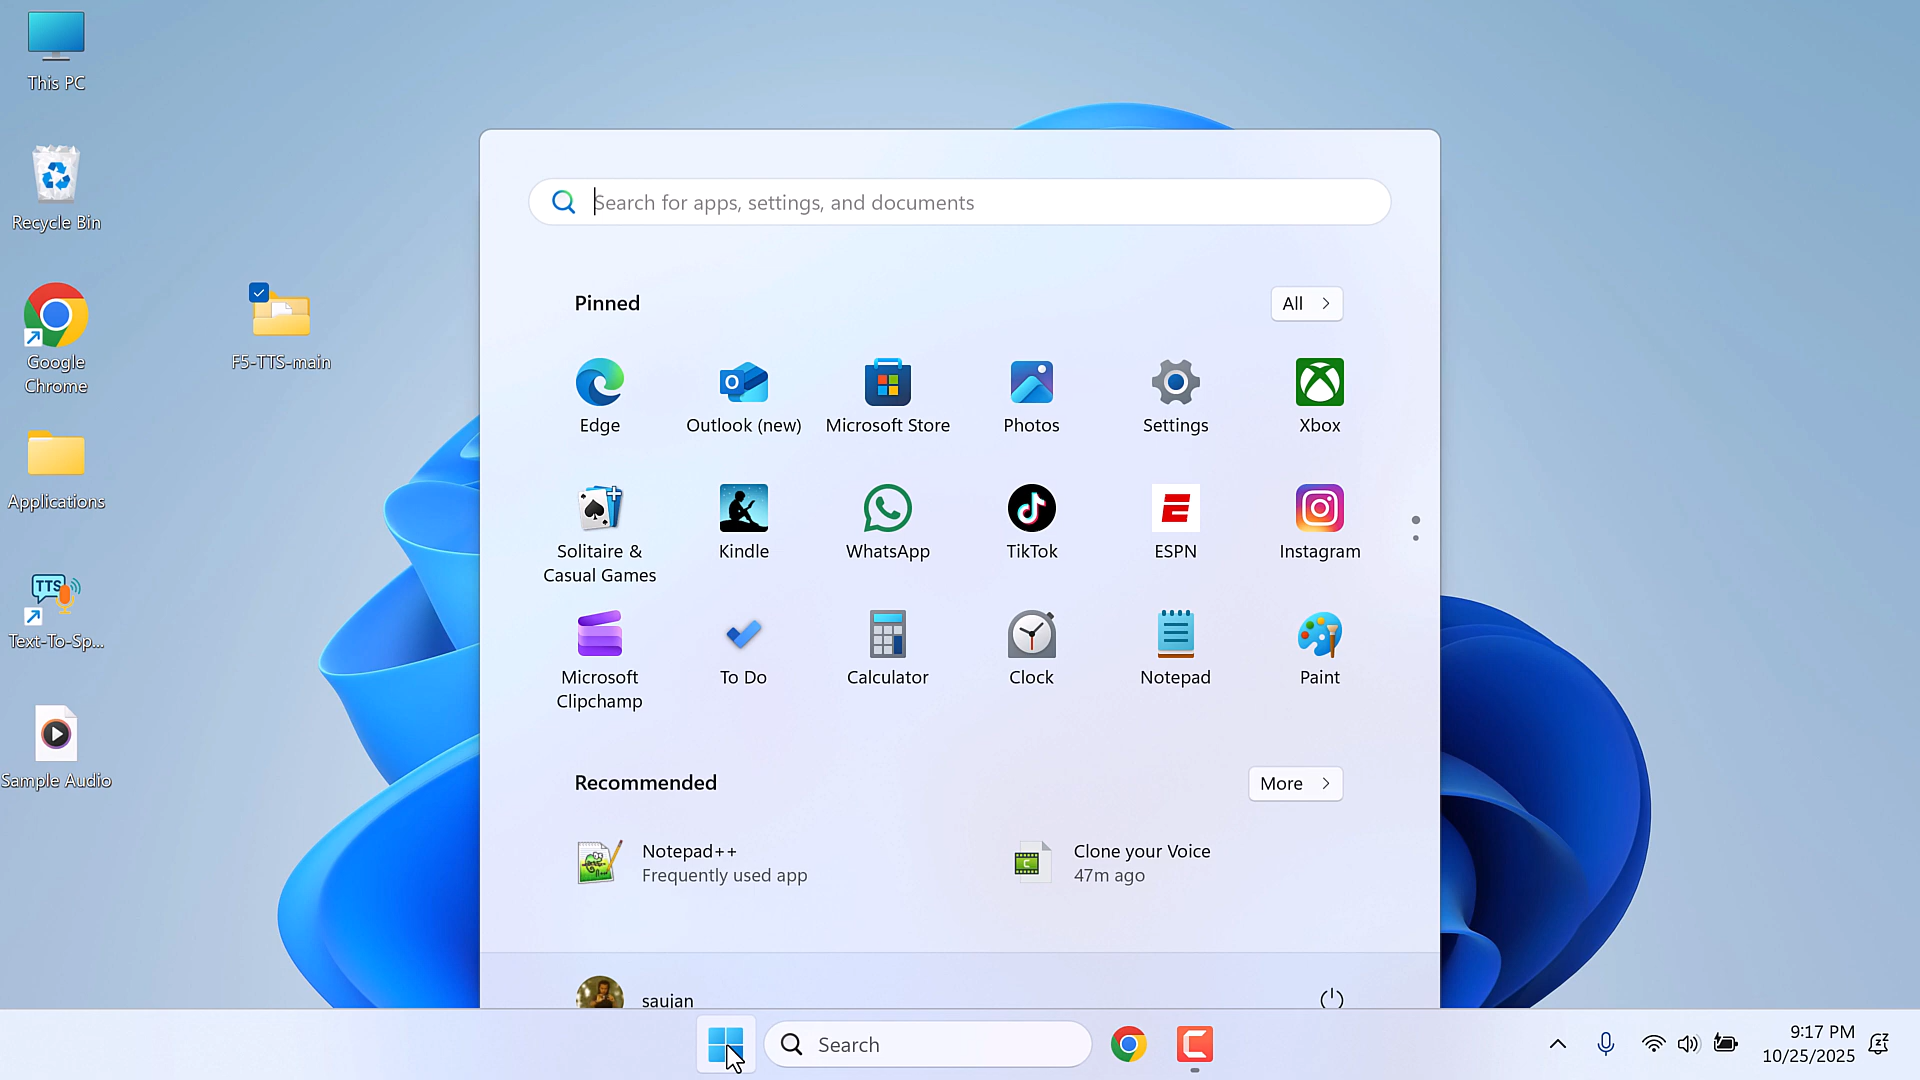 This PC
Recycle Bin
Google
Chrome
Applications
TTS
Text-To-Sp...
Sample Audio
F5-TTS-main
Search for apps, settings, and documents
Pinned
All
Edge
Outlook (new)
Microsoft Store
Photos
Settings
Xbox
Solitaire &
Casual Games
Kindle
WhatsApp
TikTok
ESPN
Instagram
Microsoft
Clipchamp
To Do
Calculator
Clock
Notepad
Paint
Recommended
More
Notepad++
Frequently used app
Clone your Voice
47m ago
saujan
Search
9:17 PM
10/25/2025